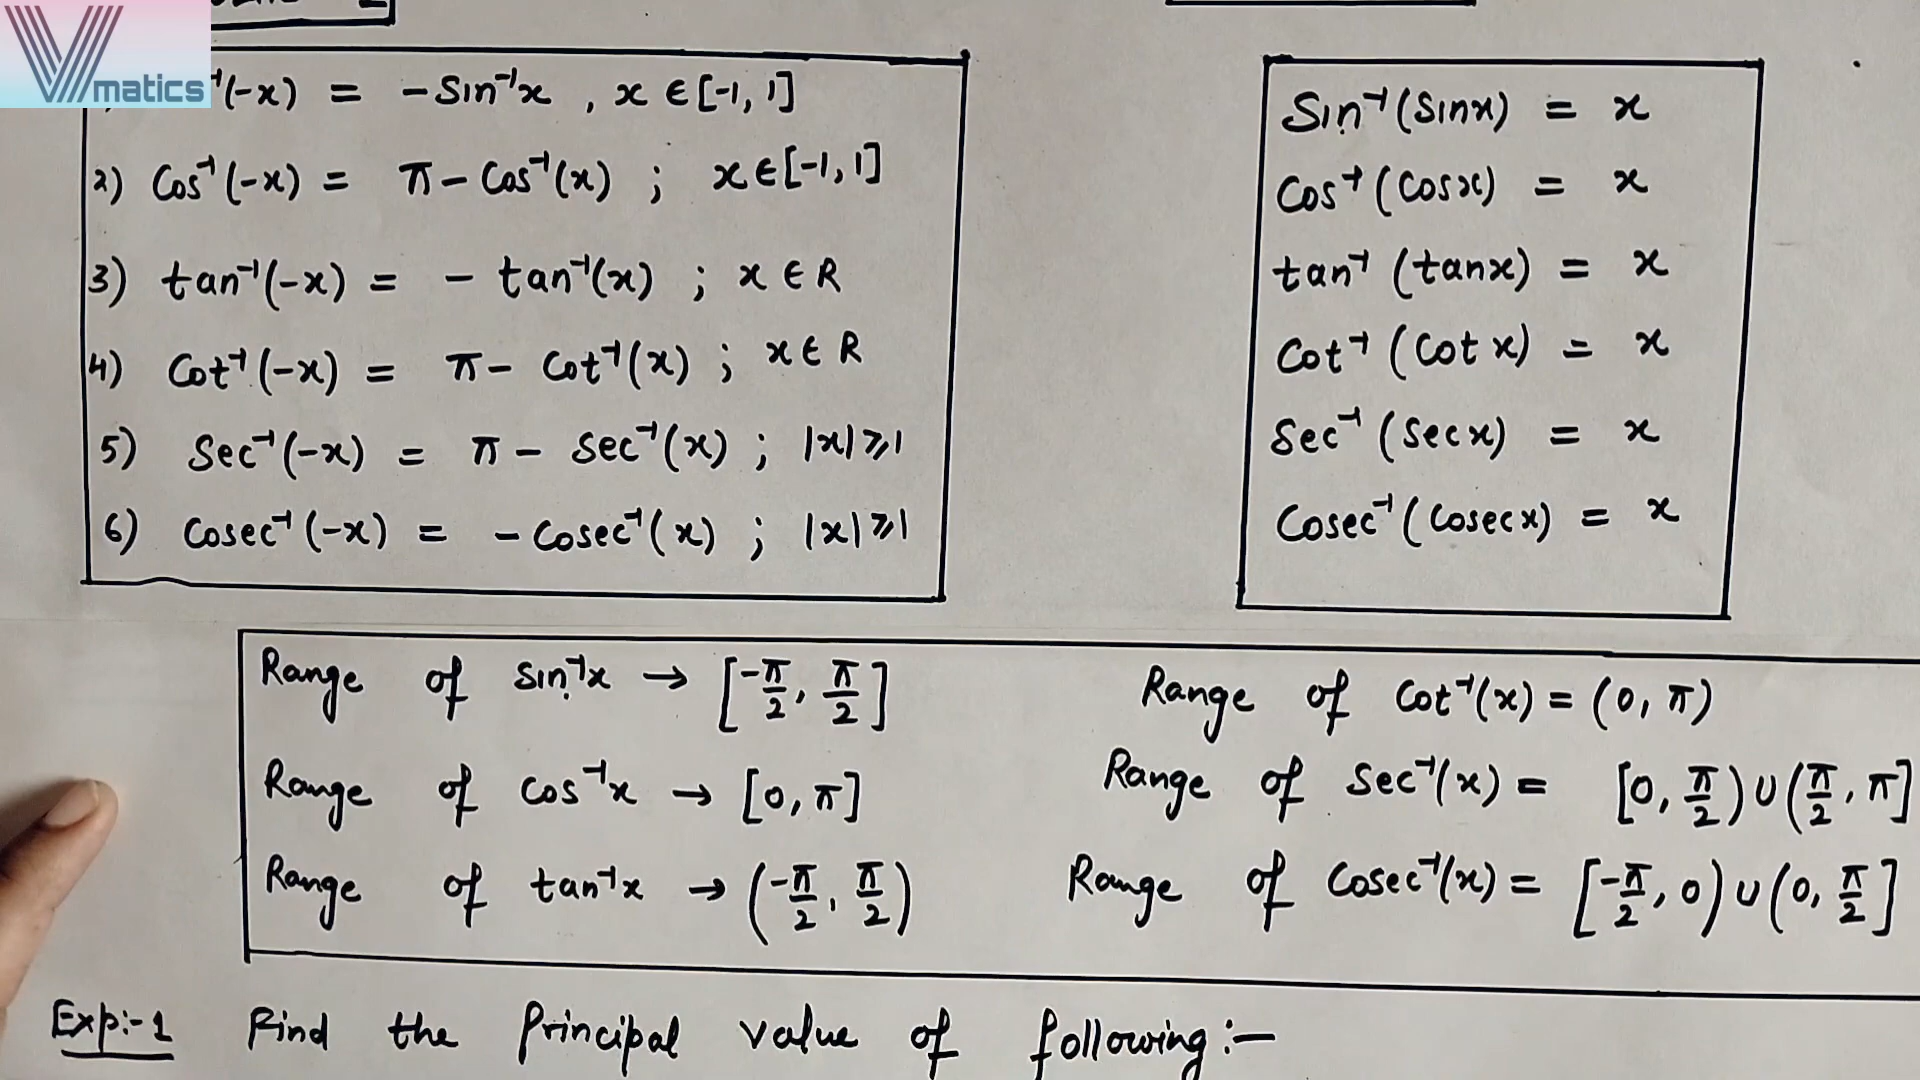 Vmatics
⁻¹(-x) = -Sin⁻¹x , x ∈ [-1, 1]
2) Cos⁻¹(-x) = π - Cos⁻¹(x) ; x ∈ [-1, 1]
3) tan⁻¹(-x) = - tan⁻¹(x) ; x ∈ R
4) Cot⁻¹(-x) = π - Cot⁻¹(x) ; x ∈ R
5) Sec⁻¹(-x) = π - Sec⁻¹(x) ; |x| ⩾ 1
6) Cosec⁻¹(-x) = - Cosec⁻¹(x) ; |x| ⩾ 1
Sin⁻¹(Sinx) = x
Cos⁻¹(Cosx) = x
tan⁻¹(tanx) = x
Cot⁻¹(Cot x) = x
Sec⁻¹(Sec x) = x
Cosec⁻¹(Cosec x) = x
Range of sin⁻¹x → [-π/2, π/2]
Range of cos⁻¹x → [0, π]
Range of tan⁻¹x → (-π/2, π/2)
Range of Cot⁻¹(x) = (0, π)
Range of Sec⁻¹(x) = [0, π/2) ∪ (π/2, π]
Range of Cosec⁻¹(x) = [-π/2, 0) ∪ (0, π/2]
Exp:-1 Find the Principal value of following:-